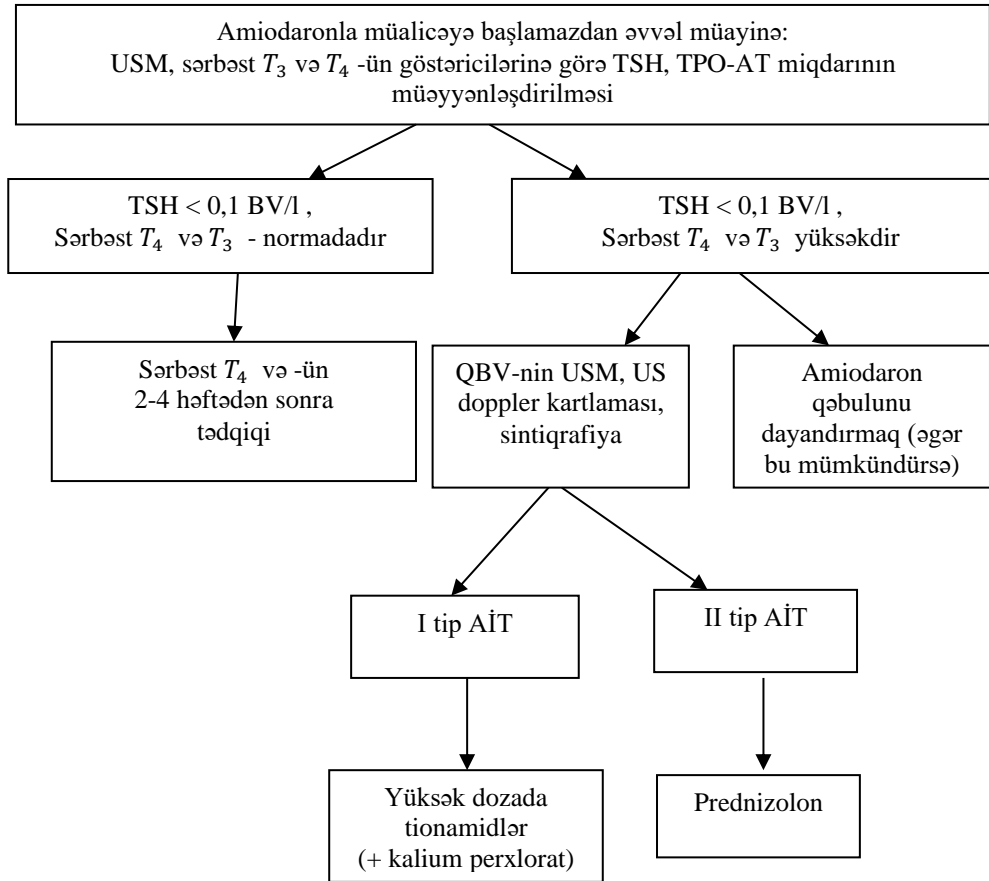 Amiodaronla müalicəyə başlamazdan əvvəl müayinə:
USM, sərbəst T₃ və T₄ -ün göstəricilərinə görə TSH, TPO-AT miqdarının
müəyyənləşdirilməsi
TSH < 0,1 BV/l ,
Sərbəst T₄ və T₃ - normadadır
TSH < 0,1 BV/l ,
Sərbəst T₄ və T₃ yüksəkdir
Sərbəst T₄ və -ün
2-4 həftədən sonra
tədqiqi
QBV-nin USM, US
doppler kartlaması,
sintiqrafiya
Amiodaron
qəbulunu
dayandırmaq (əgər
bu mümkündürsə)
I tip AİT
II tip AİT
Yüksək dozada
tionamidlər
(+ kalium perxlorat)
Prednizolon